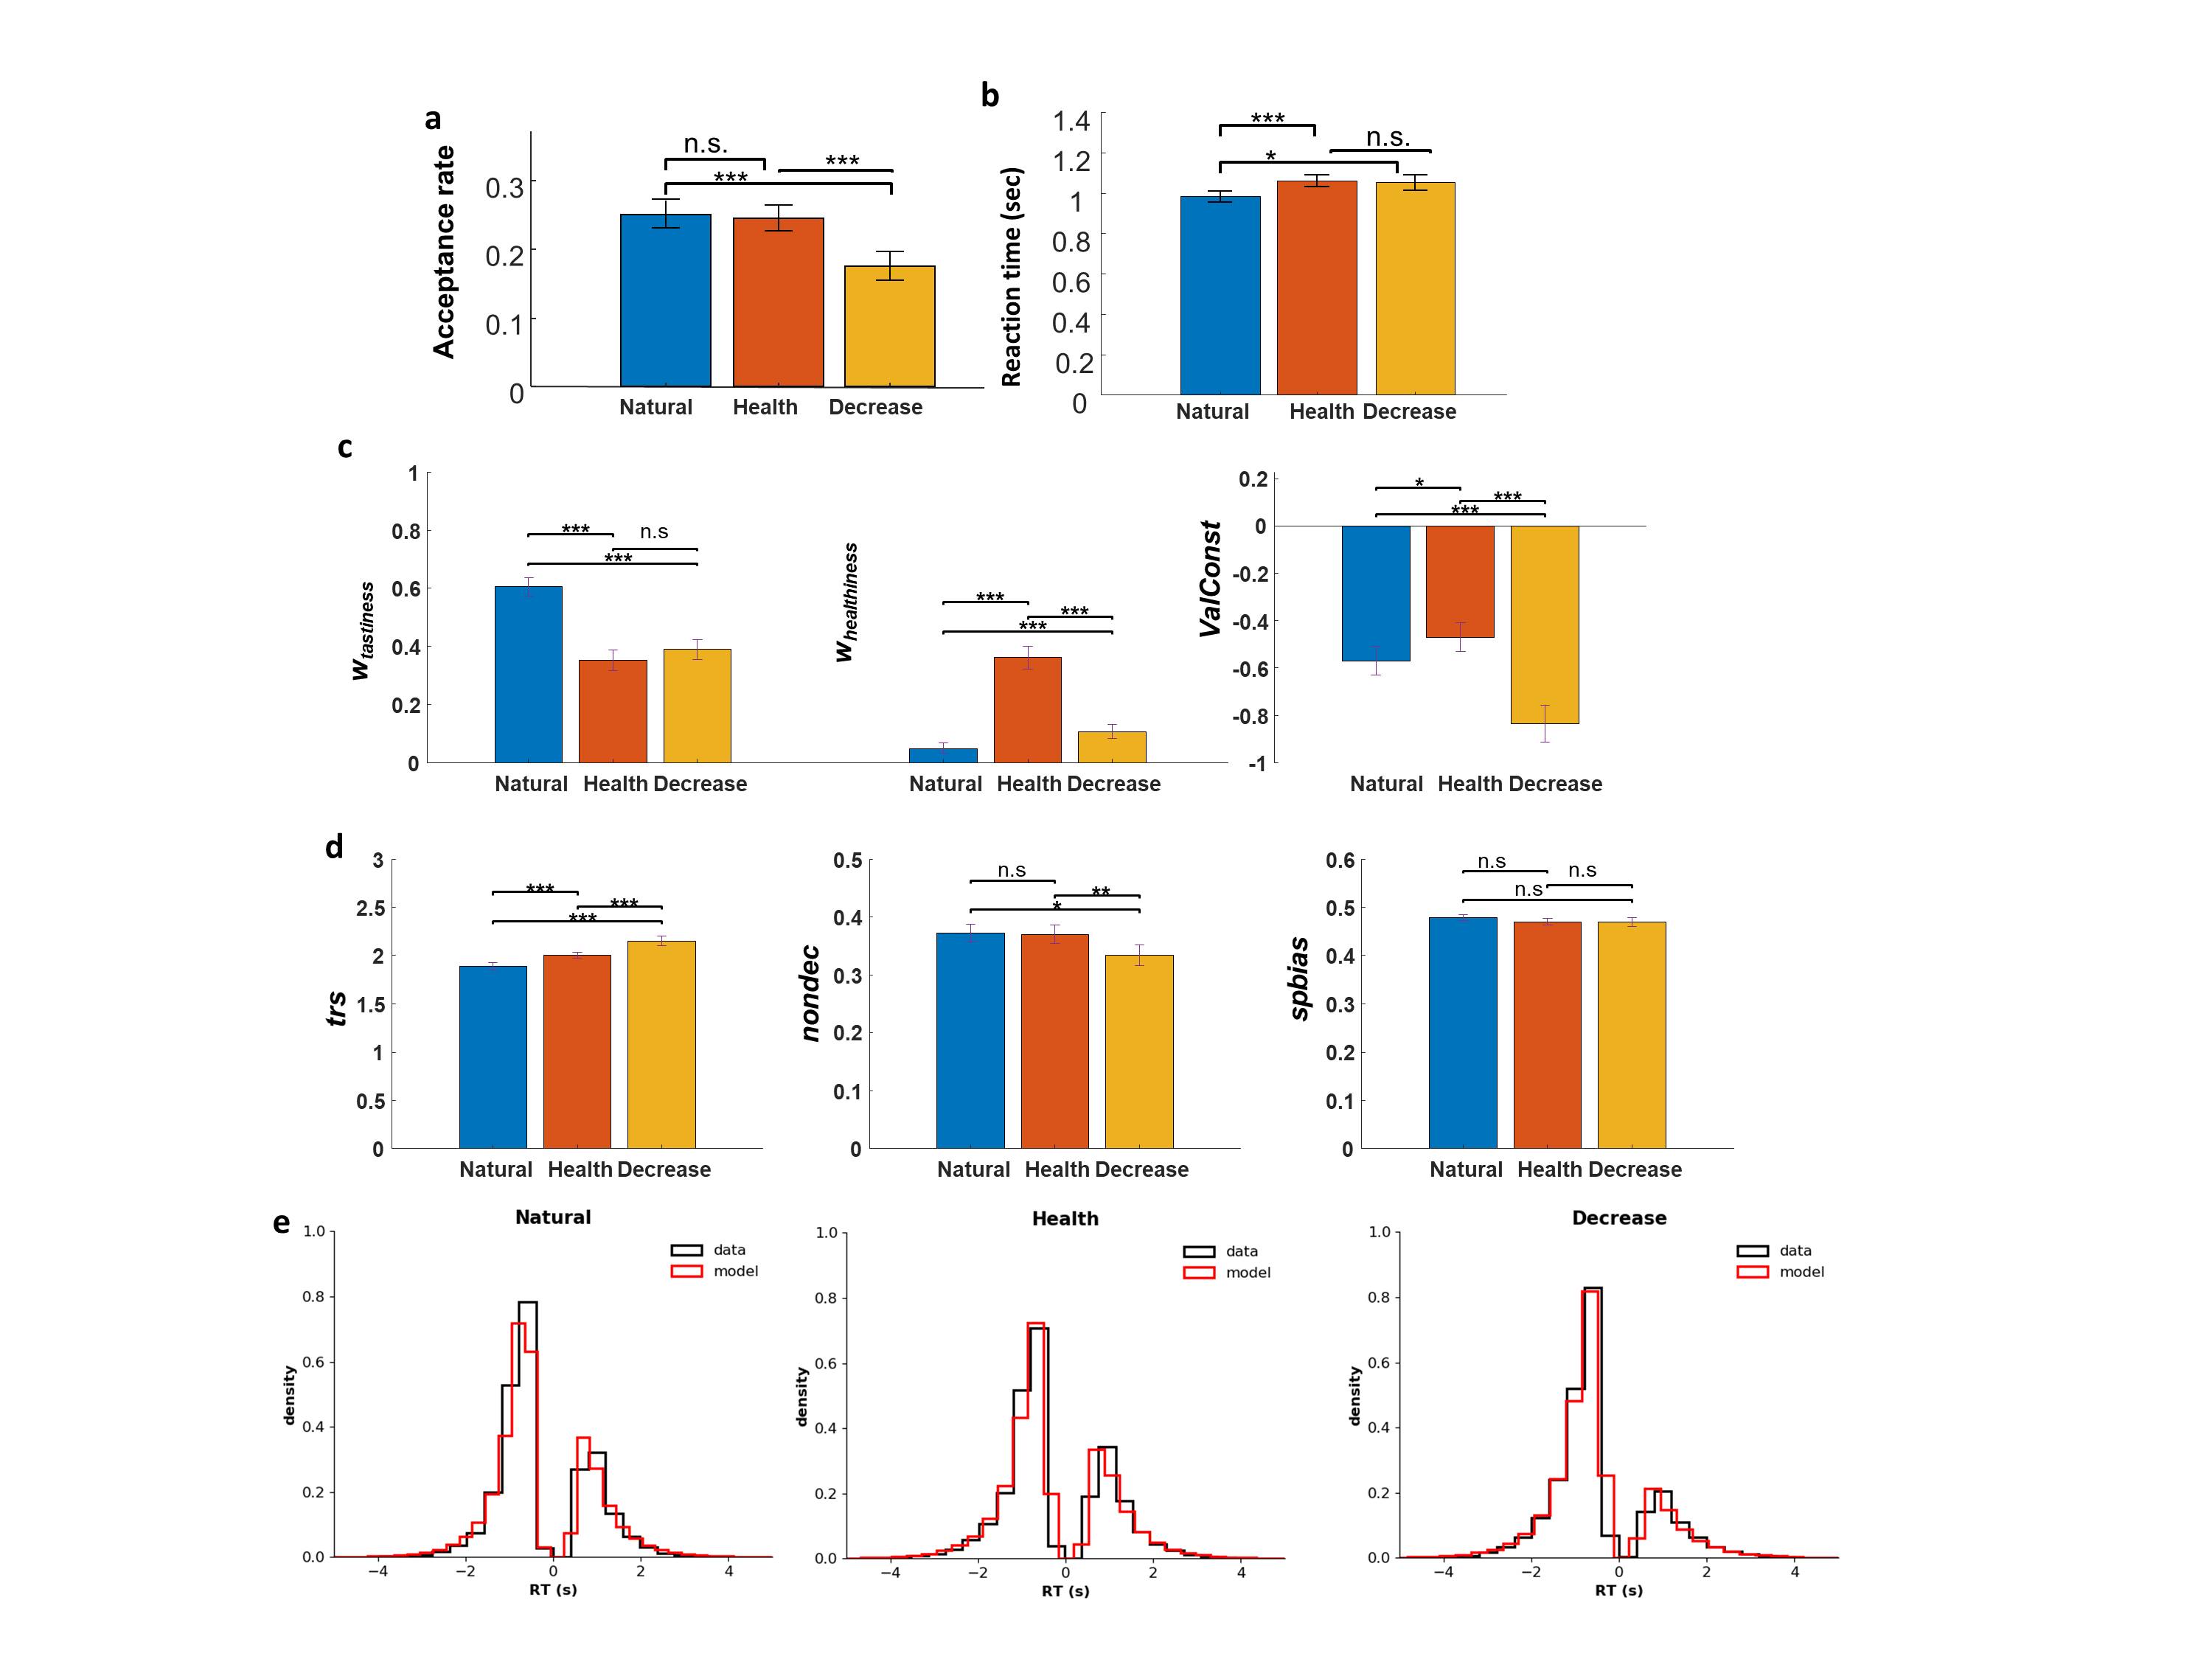 a
Acceptance rate
0.3
0.2
0.1
0
n.s.
***
***
Natural Health Decrease
b
Reaction time (sec)
1.4
1.2
1
0.8
0.6
0.4
0.2
0
***
n.s.
*
Natural Health Decrease
c
wtastiness
1
0.8
0.6
0.4
0.2
0
***
n.s
***
Natural Health Decrease
whealthiness
***
***
***
Natural Health Decrease
ValConst
0.2
0
-0.2
-0.4
-0.6
-0.8
-1
*
***
***
Natural Health Decrease
d
trs
3
2.5
2
1.5
1
0.5
0
***
***
***
Natural Health Decrease
nondec
0.5
0.4
0.3
0.2
0.1
0
n.s
**
*
Natural Health Decrease
spbias
0.6
0.5
0.4
0.3
0.2
0.1
0
n.s
n.s
n.s
Natural Health Decrease
e
Natural
density
1.0
0.8
0.6
0.4
0.2
0.0
data
model
−4 −2 0 2 4
RT (s)
Health
density
1.0
0.8
0.6
0.4
0.2
0.0
data
model
−4 −2 0 2 4
RT (s)
Decrease
density
1.0
0.8
0.6
0.4
0.2
0.0
data
model
−4 −2 0 2 4
RT (s)